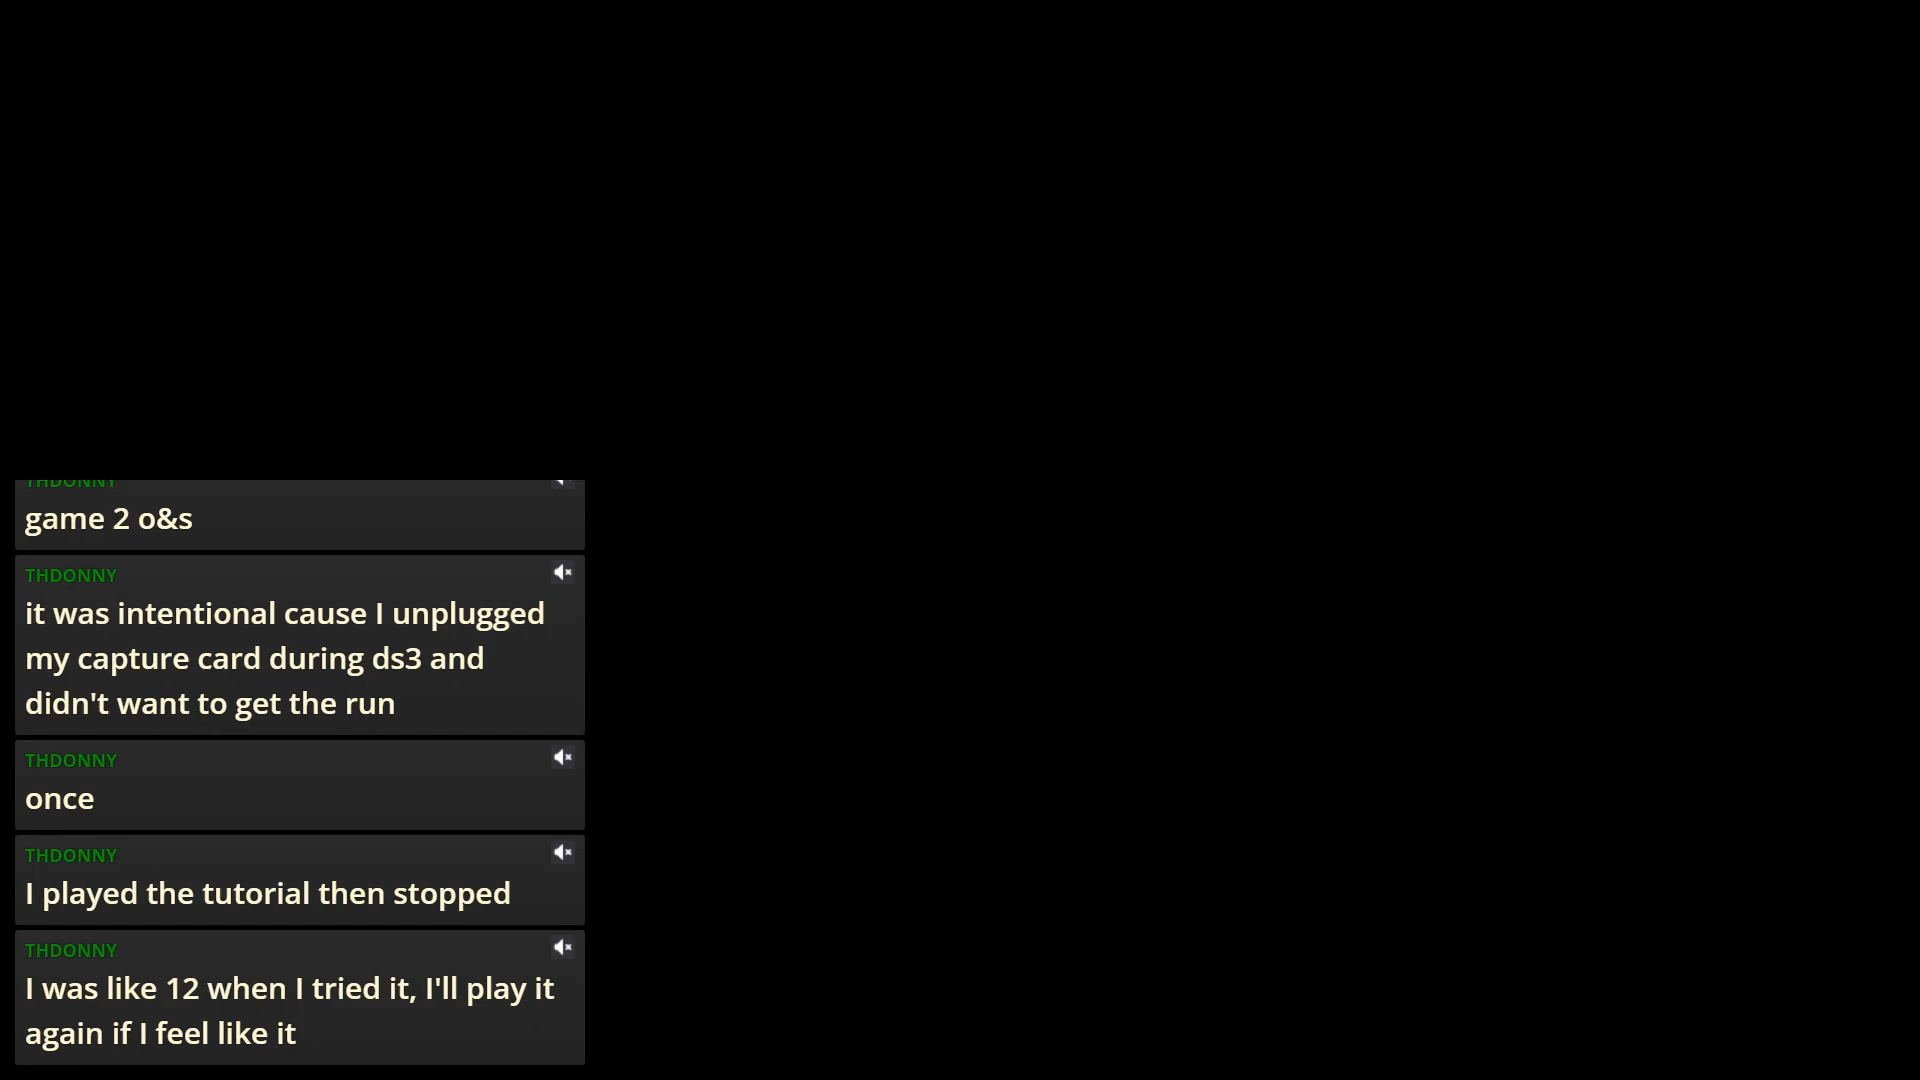 THDONNY
game 2 o&s
THDONNY
it was intentional cause I unplugged
my capture card during ds3 and
didn't want to get the run
THDONNY
once
THDONNY
I played the tutorial then stopped
THDONNY
I was like 12 when I tried it, I'll play it
again if I feel like it